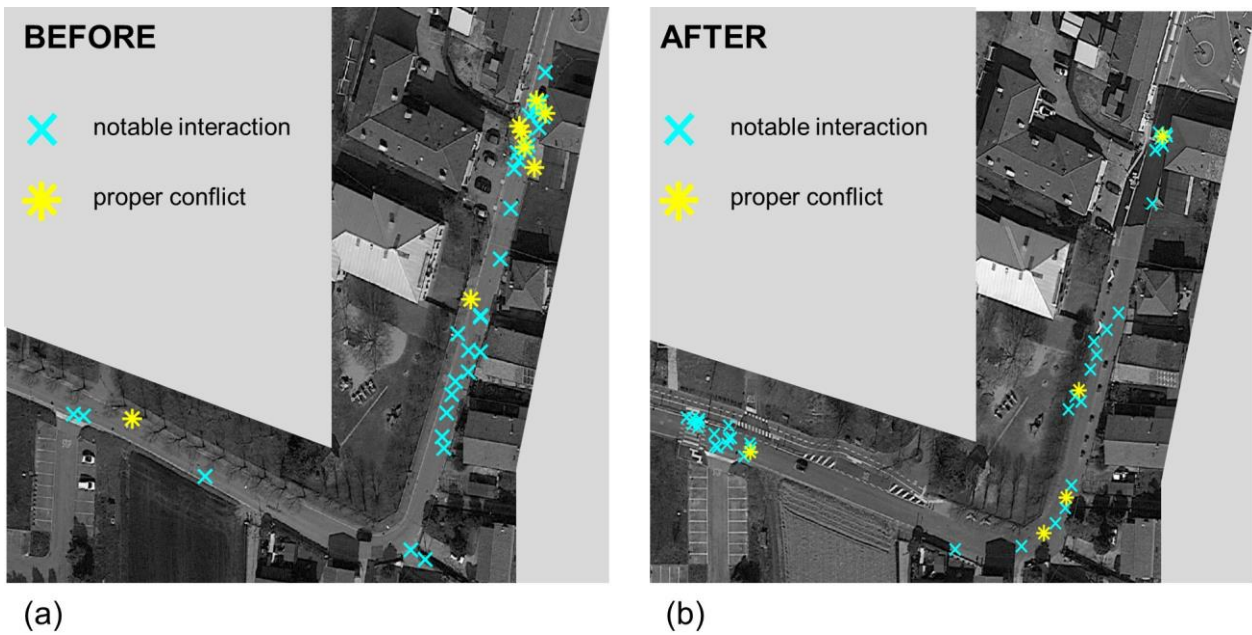 BEFORE
notable interaction
proper conflict
(a)
AFTER
notable interaction
proper conflict
(b)